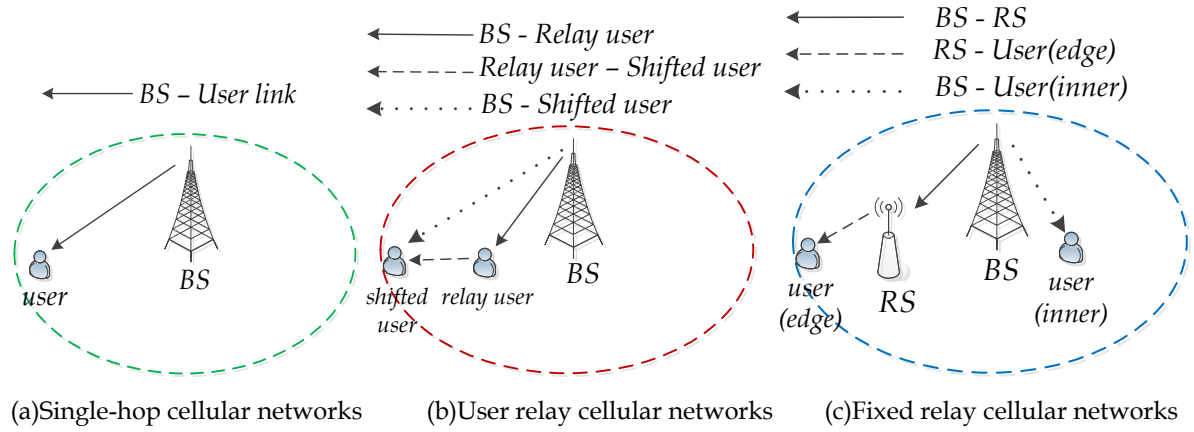 BS – User link
user
BS
(a)Single-hop cellular networks
BS - Relay user
Relay user – Shifted user
BS - Shifted user
shifted
user
relay user
BS
(b)User relay cellular networks
BS - RS
RS - User(edge)
BS - User(inner)
user
(edge)
RS
BS
user
(inner)
(c)Fixed relay cellular networks